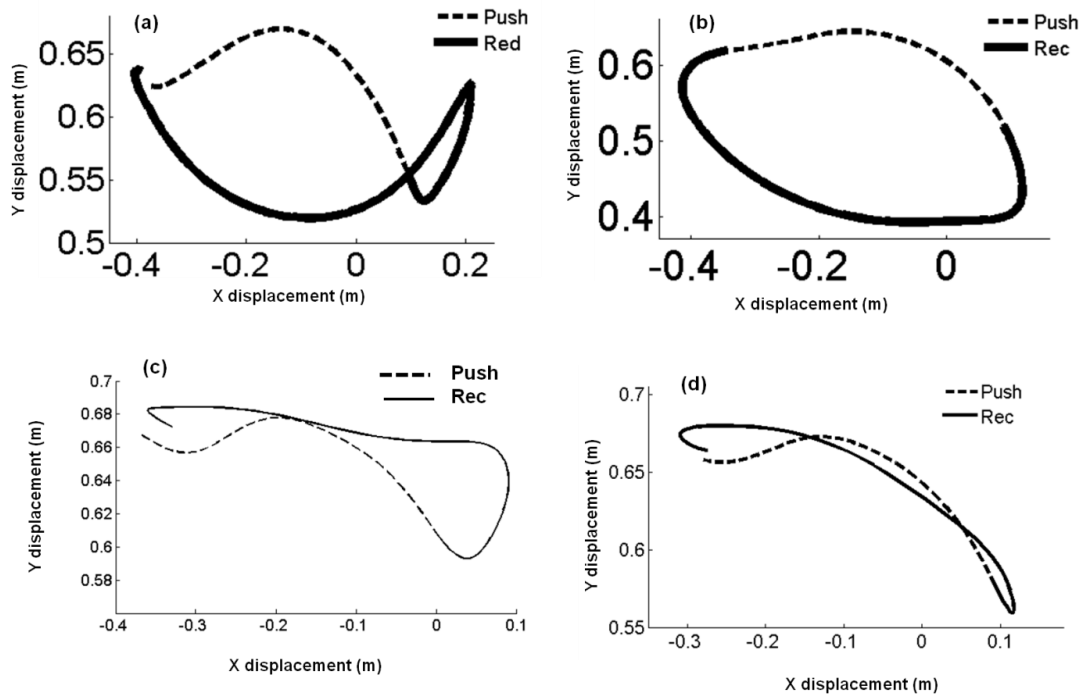 (a)
Push
Red
0.65
0.6
0.55
0.5
-0.4
-0.2
0
0.2
Y displacement (m)
X displacement (m)
(b)
Push
Rec
0.6
0.5
0.4
-0.4
-0.2
0
Y displacement (m)
X displacement (m)
(c)
Push
Rec
0.7
0.68
0.66
0.64
0.62
0.6
0.58
-0.4
-0.3
-0.2
-0.1
0
0.1
Y displacement (m)
X displacement (m)
(d)
Push
Rec
0.7
0.65
0.6
0.55
-0.3
-0.2
-0.1
0
0.1
Y displacement (m)
X displacement (m)